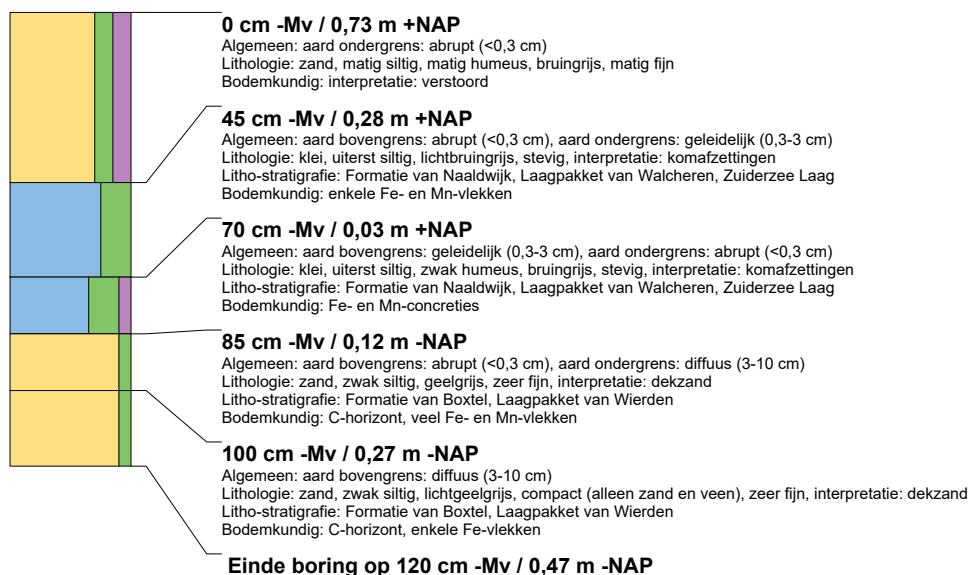 0 cm -Mv / 0,73 m +NAP
Algemeen: aard ondergrens: abrupt (<0,3 cm)
Lithologie: zand, matig siltig, matig humeus, bruingrijs, matig fijn
Bodemkundig: interpretatie: verstoord
45 cm -Mv / 0,28 m +NAP
Algemeen: aard bovengrens: abrupt (<0,3 cm), aard ondergrens: geleidelijk (0,3-3 cm)
Lithologie: klei, uiterst siltig, lichtbruingrijs, stevig, interpretatie: komafzettingen
Litho-stratigrafie: Formatie van Naaldwijk, Laagpakket van Walcheren, Zuiderzee Laag
Bodemkundig: enkele Fe- en Mn-vlekken
70 cm -Mv / 0,03 m +NAP
Algemeen: aard bovengrens: geleidelijk (0,3-3 cm), aard ondergrens: abrupt (<0,3 cm)
Lithologie: klei, uiterst siltig, zwak humeus, bruingrijs, stevig, interpretatie: komafzettingen
Litho-stratigrafie: Formatie van Naaldwijk, Laagpakket van Walcheren, Zuiderzee Laag
Bodemkundig: Fe- en Mn-concreties
85 cm -Mv / 0,12 m -NAP
Algemeen: aard bovengrens: abrupt (<0,3 cm), aard ondergrens: diffuus (3-10 cm)
Lithologie: zand, zwak siltig, geelgrijs, zeer fijn, interpretatie: dekzand
Litho-stratigrafie: Formatie van Boxtel, Laagpakket van Wierden
Bodemkundig: C-horizont, veel Fe- en Mn-vlekken
100 cm -Mv / 0,27 m -NAP
Algemeen: aard bovengrens: diffuus (3-10 cm)
Lithologie: zand, zwak siltig, lichtgeelgrijs, compact (alleen zand en veen), zeer fijn, interpretatie: dekzand
Litho-stratigrafie: Formatie van Boxtel, Laagpakket van Wierden
Bodemkundig: C-horizont, enkele Fe-vlekken
Einde boring op 120 cm -Mv / 0,47 m -NAP